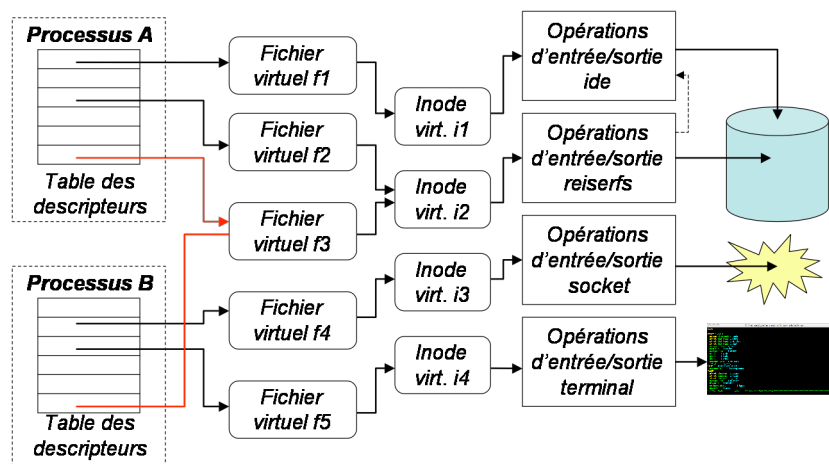 Processus A
Table des
descripteurs
Processus B
Table des
descripteurs
Fichier
virtuel f1
Fichier
virtuel f2
Fichier
virtuel f3
Fichier
virtuel f4
Fichier
virtuel f5
Inode
virt. i1
Inode
virt. i2
Inode
virt. i3
Inode
virt. i4
Opérations
d'entrée/sortie
ide
Opérations
d'entrée/sortie
reiserfs
Opérations
d'entrée/sortie
socket
Opérations
d'entrée/sortie
terminal